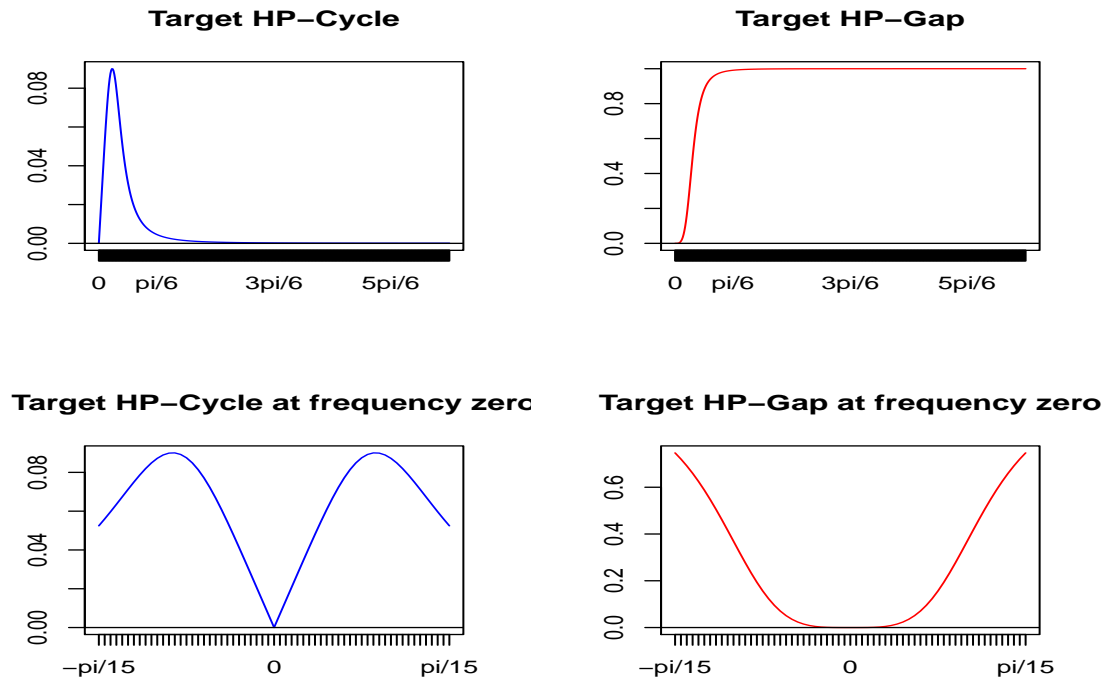 Target HP−Cycle
0.00 0.04 0.08
0 pi/6 3pi/6 5pi/6
Target HP−Gap
0.0 0.4 0.8
0 pi/6 3pi/6 5pi/6
Target HP−Cycle at frequency zero
0.00 0.04 0.08
−pi/15 0 pi/15
Target HP−Gap at frequency zero
0.0 0.2 0.4 0.6
−pi/15 0 pi/15